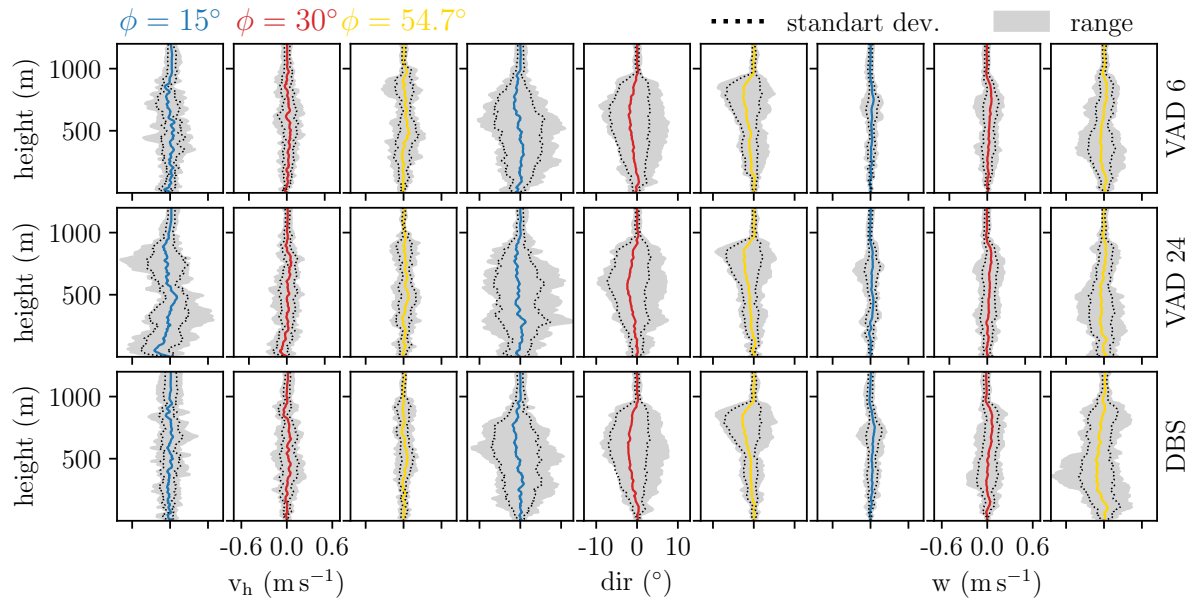 ϕ = 15° ϕ = 30° ϕ = 54.7° standart dev. range
1000
500
height (m)
VAD 6
1000
500
height (m)
VAD 24
1000
500
height (m)
DBS
-0.6 0.0 0.6 -10 0 10 -0.6 0.0 0.6
v_h (m s⁻¹) dir (°) w (m s⁻¹)